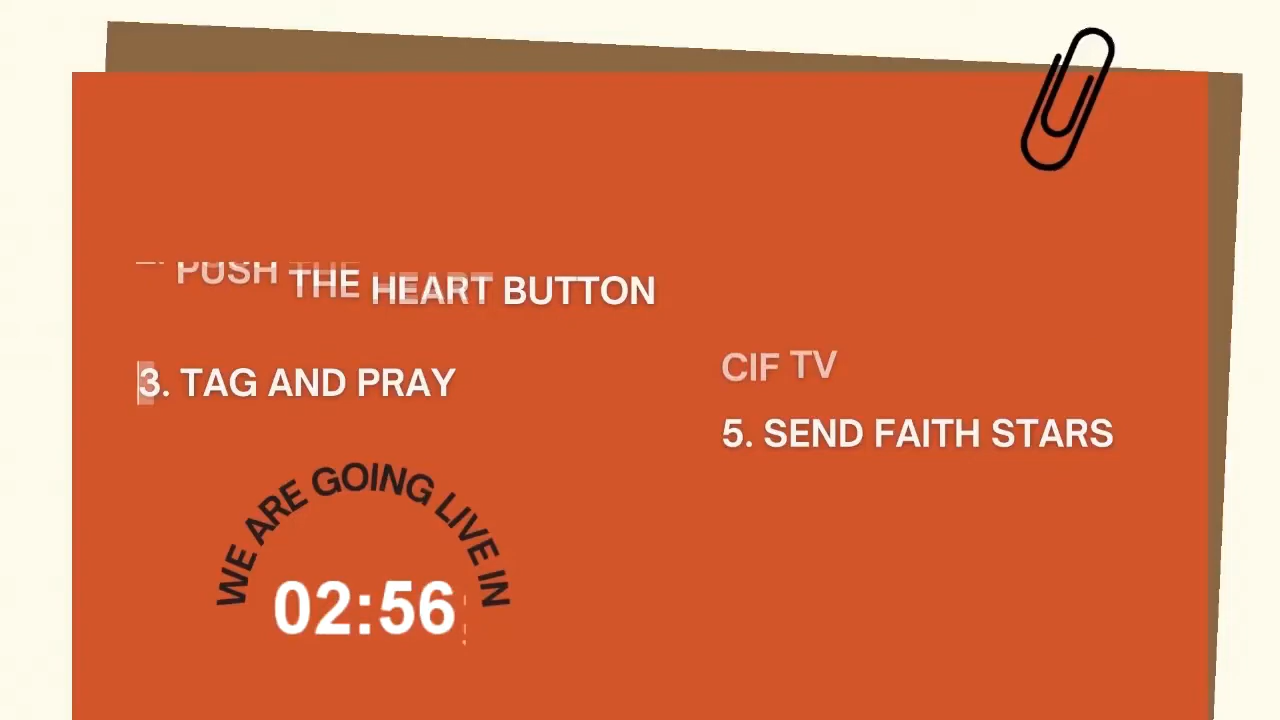 PUSH THE HEART BUTTON
3. TAG AND PRAY
CIF TV
5. SEND FAITH STARS
WE ARE GOING LIVE IN
02:56